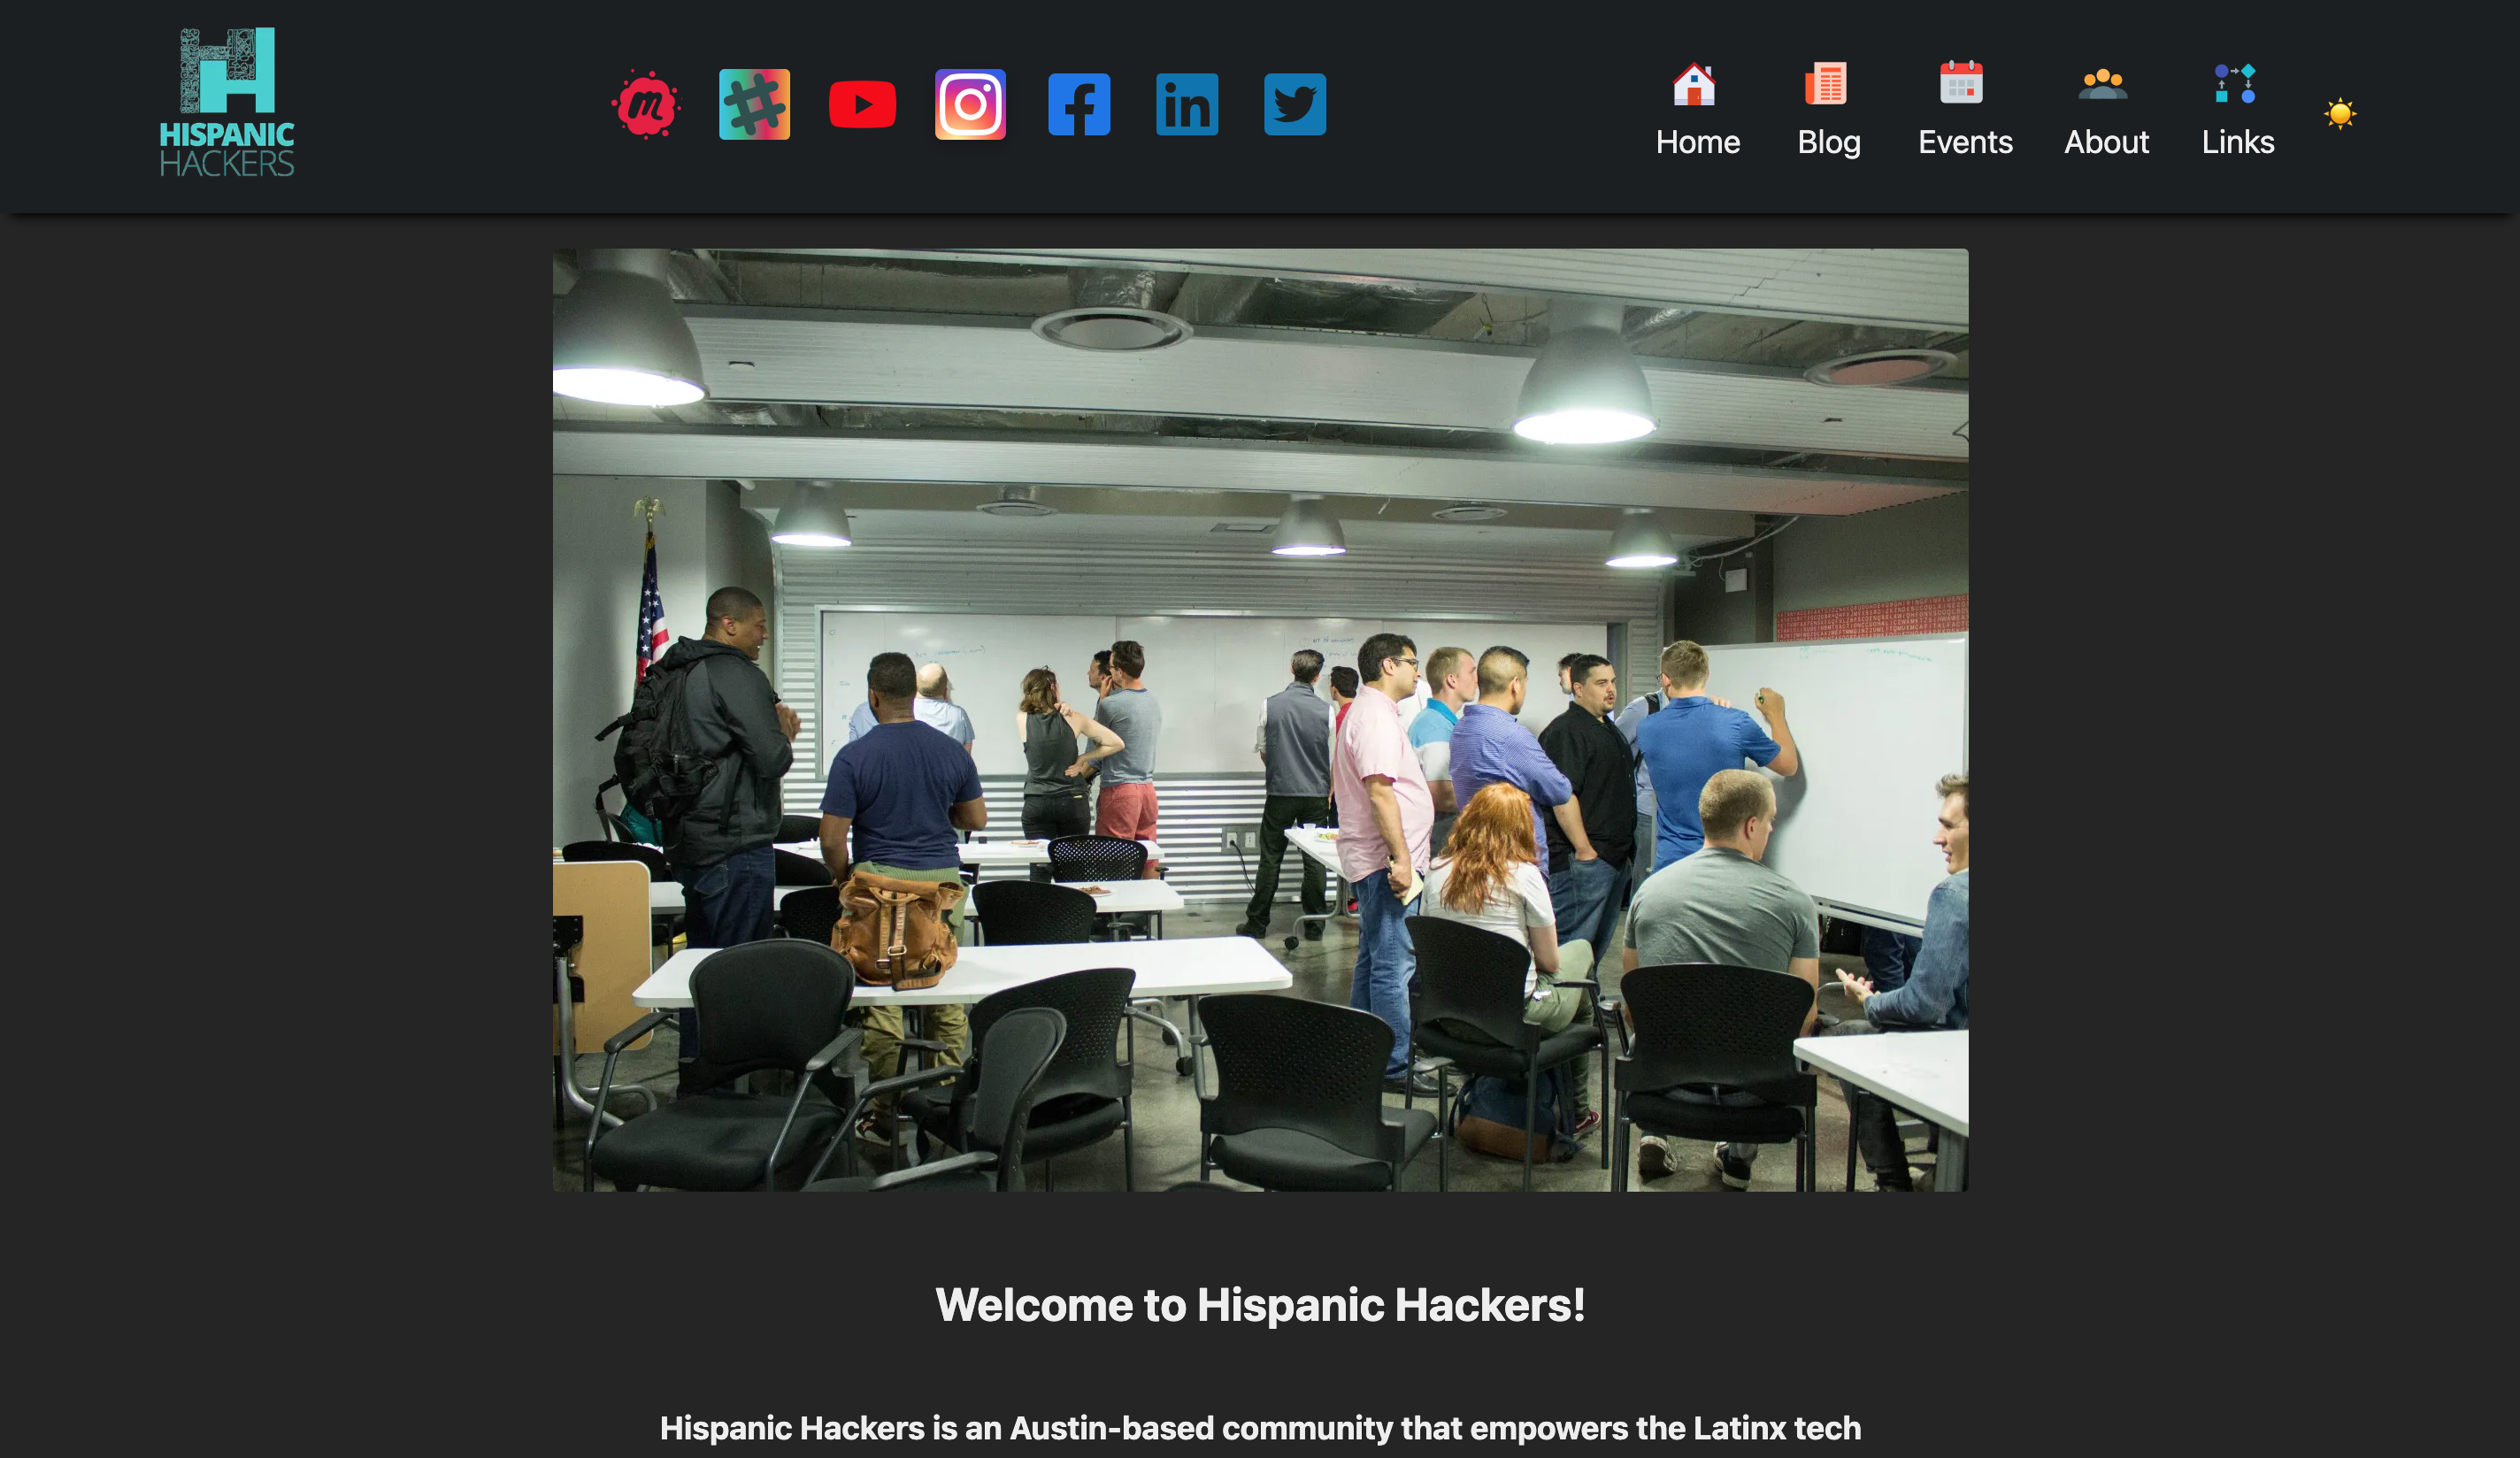 HISPANIC
HACKERS
Home
Blog
Events
About
Links
Welcome to Hispanic Hackers!
Hispanic Hackers is an Austin-based community that empowers the Latinx tech